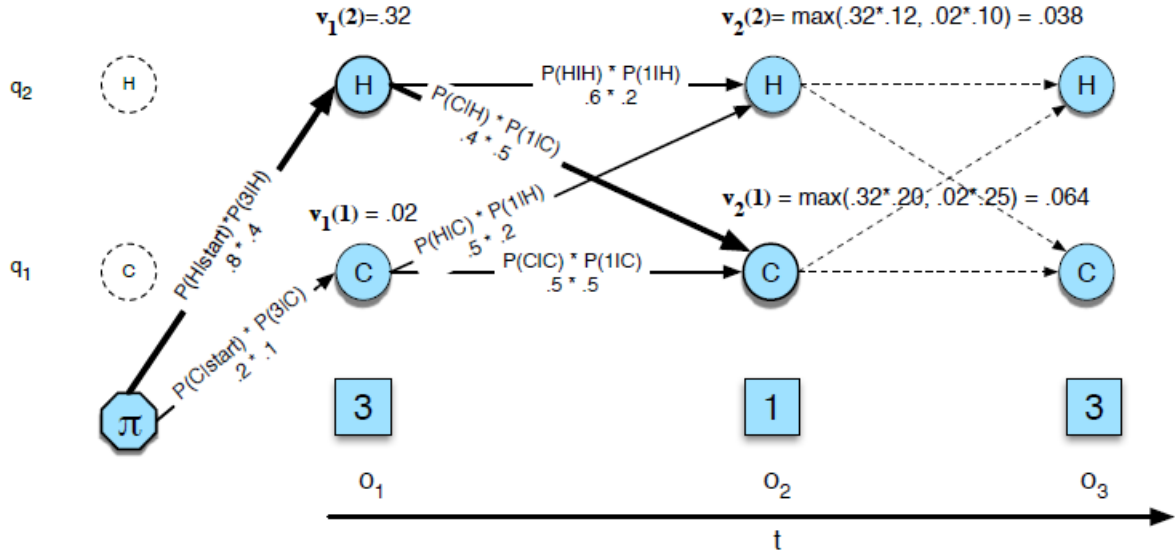 v₁(2)=.32
v₂(2)= max(.32*.12, .02*.10) = .038
q₂
H
H
P(H|H) * P(1|H)
.6 * .2
H
H
P(C|H) * P(1|C)
.4 * .5
P(H|start)*P(3|H)
.8 * .4
v₁(1) = .02
P(H|C) * P(1|H)
.5 * .2
v₂(1) = max(.32*.20, .02*.25) = .064
q₁
C
C
P(C|C) * P(1|C)
.5 * .5
C
C
P(C|start) * P(3|C)
.2 * .1
π
3
1
3
o₁
o₂
o₃
t